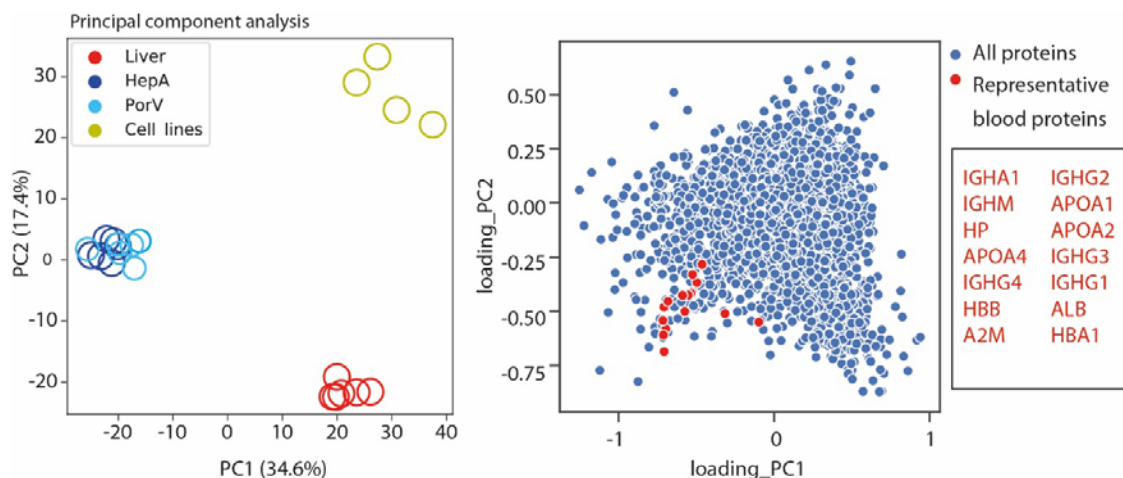 Principal component analysis
Liver
HepA
PorV
Cell lines
30
20
10
0
-10
-20
PC2 (17.4%)
-20
-10
0
10
20
30
40
PC1 (34.6%)
0.50
0.25
0.00
-0.25
-0.50
-0.75
loading_PC2
-1
0
1
loading_PC1
All proteins
Representative
blood proteins
IGHA1 IGHG2
IGHM APOA1
HP APOA2
APOA4 IGHG3
IGHG4 IGHG1
HBB ALB
A2M HBA1